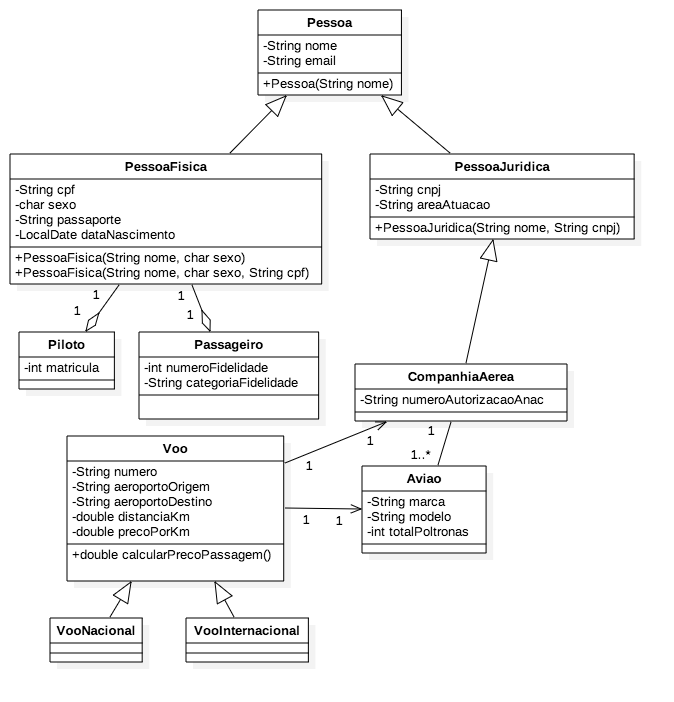 Pessoa
-String nome
-String email
+Pessoa(String nome)
PessoaFisica
-String cpf
-char sexo
-String passaporte
-LocalDate dataNascimento
+PessoaFisica(String nome, char sexo)
+PessoaFisica(String nome, char sexo, String cpf)
PessoaJuridica
-String cnpj
-String areaAtuacao
+PessoaJuridica(String nome, String cnpj)
1
1
1
1
Piloto
-int matricula
Passageiro
-int numeroFidelidade
-String categoriaFidelidade
CompanhiaAerea
-String numeroAutorizacaoAnac
1
1
1
1..*
Voo
-String numero
-String aeroportoOrigem
-String aeroportoDestino
-double distanciaKm
-double precoPorKm
+double calcularPrecoPassagem()
1
1
Aviao
-String marca
-String modelo
-int totalPoltronas
VooNacional
VooInternacional